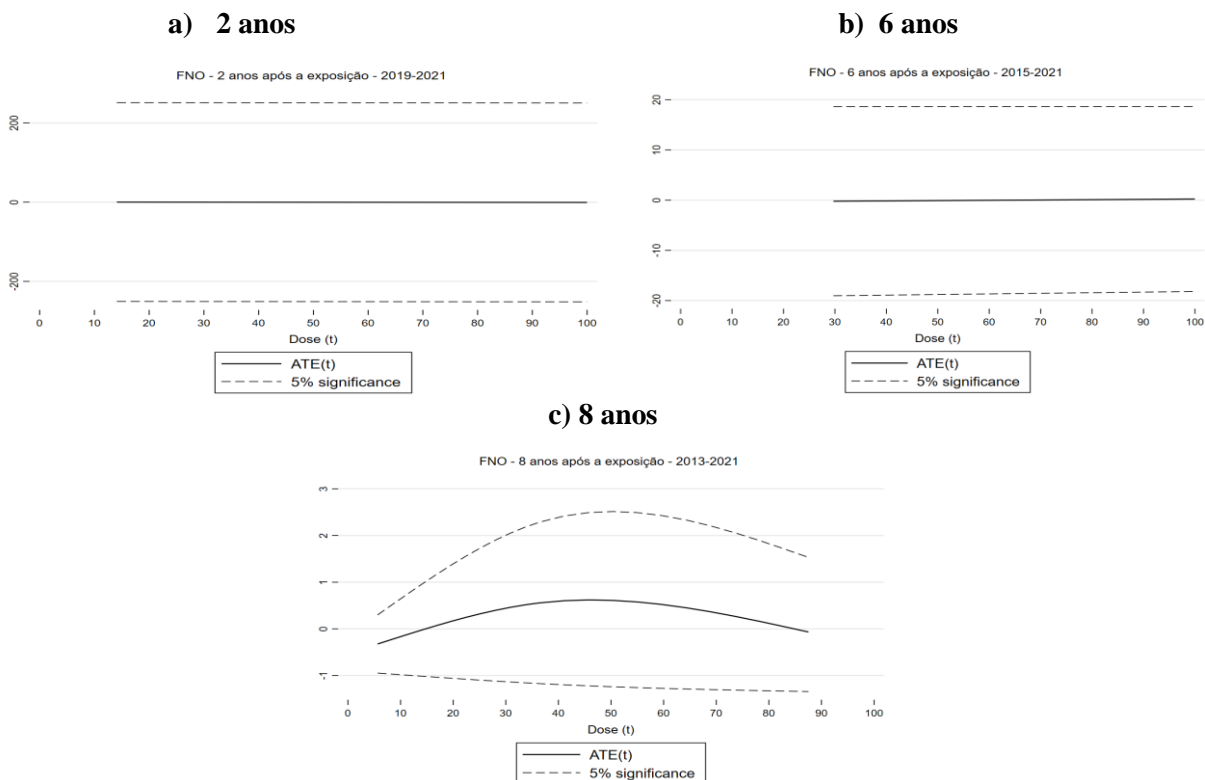 a) 2 anos
FNO - 2 anos após a exposição - 2019-2021
200
0
-200
0 10 20 30 40 50 60 70 80 90 100
Dose (t)
ATE(t)
5% significance
b) 6 anos
FNO - 6 anos após a exposição - 2015-2021
20
10
0
-10
-20
0 10 20 30 40 50 60 70 80 90 100
Dose (t)
ATE(t)
5% significance
c) 8 anos
FNO - 8 anos após a exposição - 2013-2021
3
2
1
0
-1
0 10 20 30 40 50 60 70 80 90 100
Dose (t)
ATE(t)
5% significance